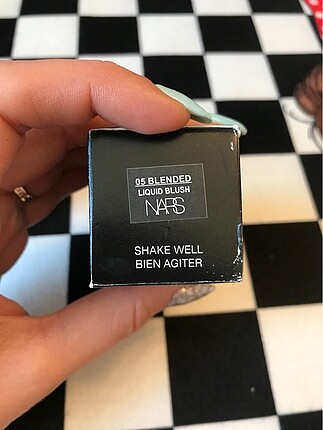 05 BLENDED
LIQUID BLUSH
NARS
SHAKE WELL
BIEN AGITER